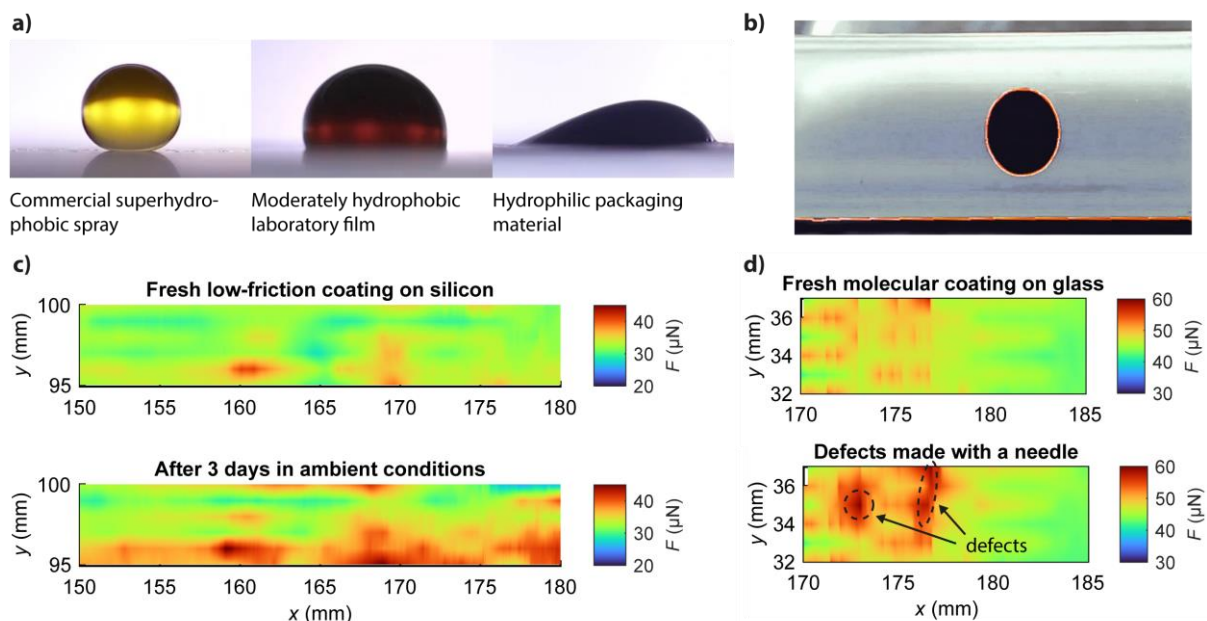 a)
b)
Commercial superhydro-
phobic spray
Moderately hydrophobic
laboratory film
Hydrophilic packaging
material
c)
Fresh low-friction coating on silicon
100
95
y (mm)
150 155 160 165 170 175 180
40
30
20
F (µN)
After 3 days in ambient conditions
100
95
y (mm)
150 155 160 165 170 175 180
x (mm)
40
30
20
F (µN)
d)
Fresh molecular coating on glass
36
34
32
y (mm)
170 175 180 185
60
50
40
30
F (µN)
Defects made with a needle
36
34
32
y (mm)
defects
170 175 180 185
x (mm)
60
50
40
30
F (µN)